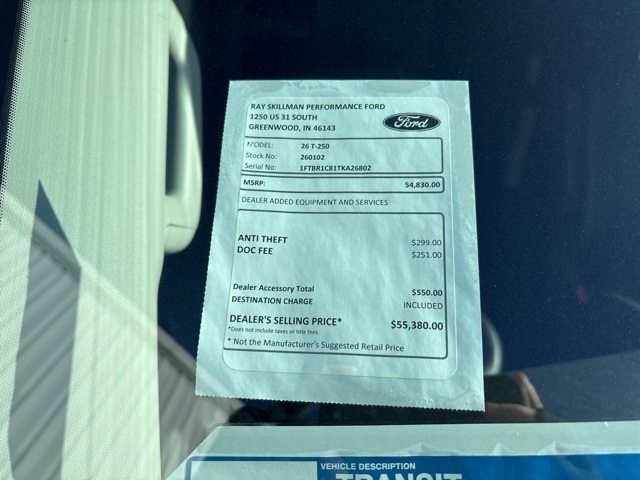 RAY SKILLMAN PERFORMANCE FORD
1250 US 31 SOUTH
GREENWOOD, IN 46143
Ford
MODEL: 26 T-250
Stock No: 260102
Serial No: 1FTBR1C81TKA26802
MSRP: 54,830.00
DEALER ADDED EQUIPMENT AND SERVICES
ANTI THEFT $299.00
DOC FEE $251.00
Dealer Accessory Total $550.00
DESTINATION CHARGE INCLUDED
DEALER'S SELLING PRICE* $55,380.00
*Does not include taxes or title fees.
* Not the Manufacturer's Suggested Retail Price
VEHICLE DESCRIPTION
TRANSIT